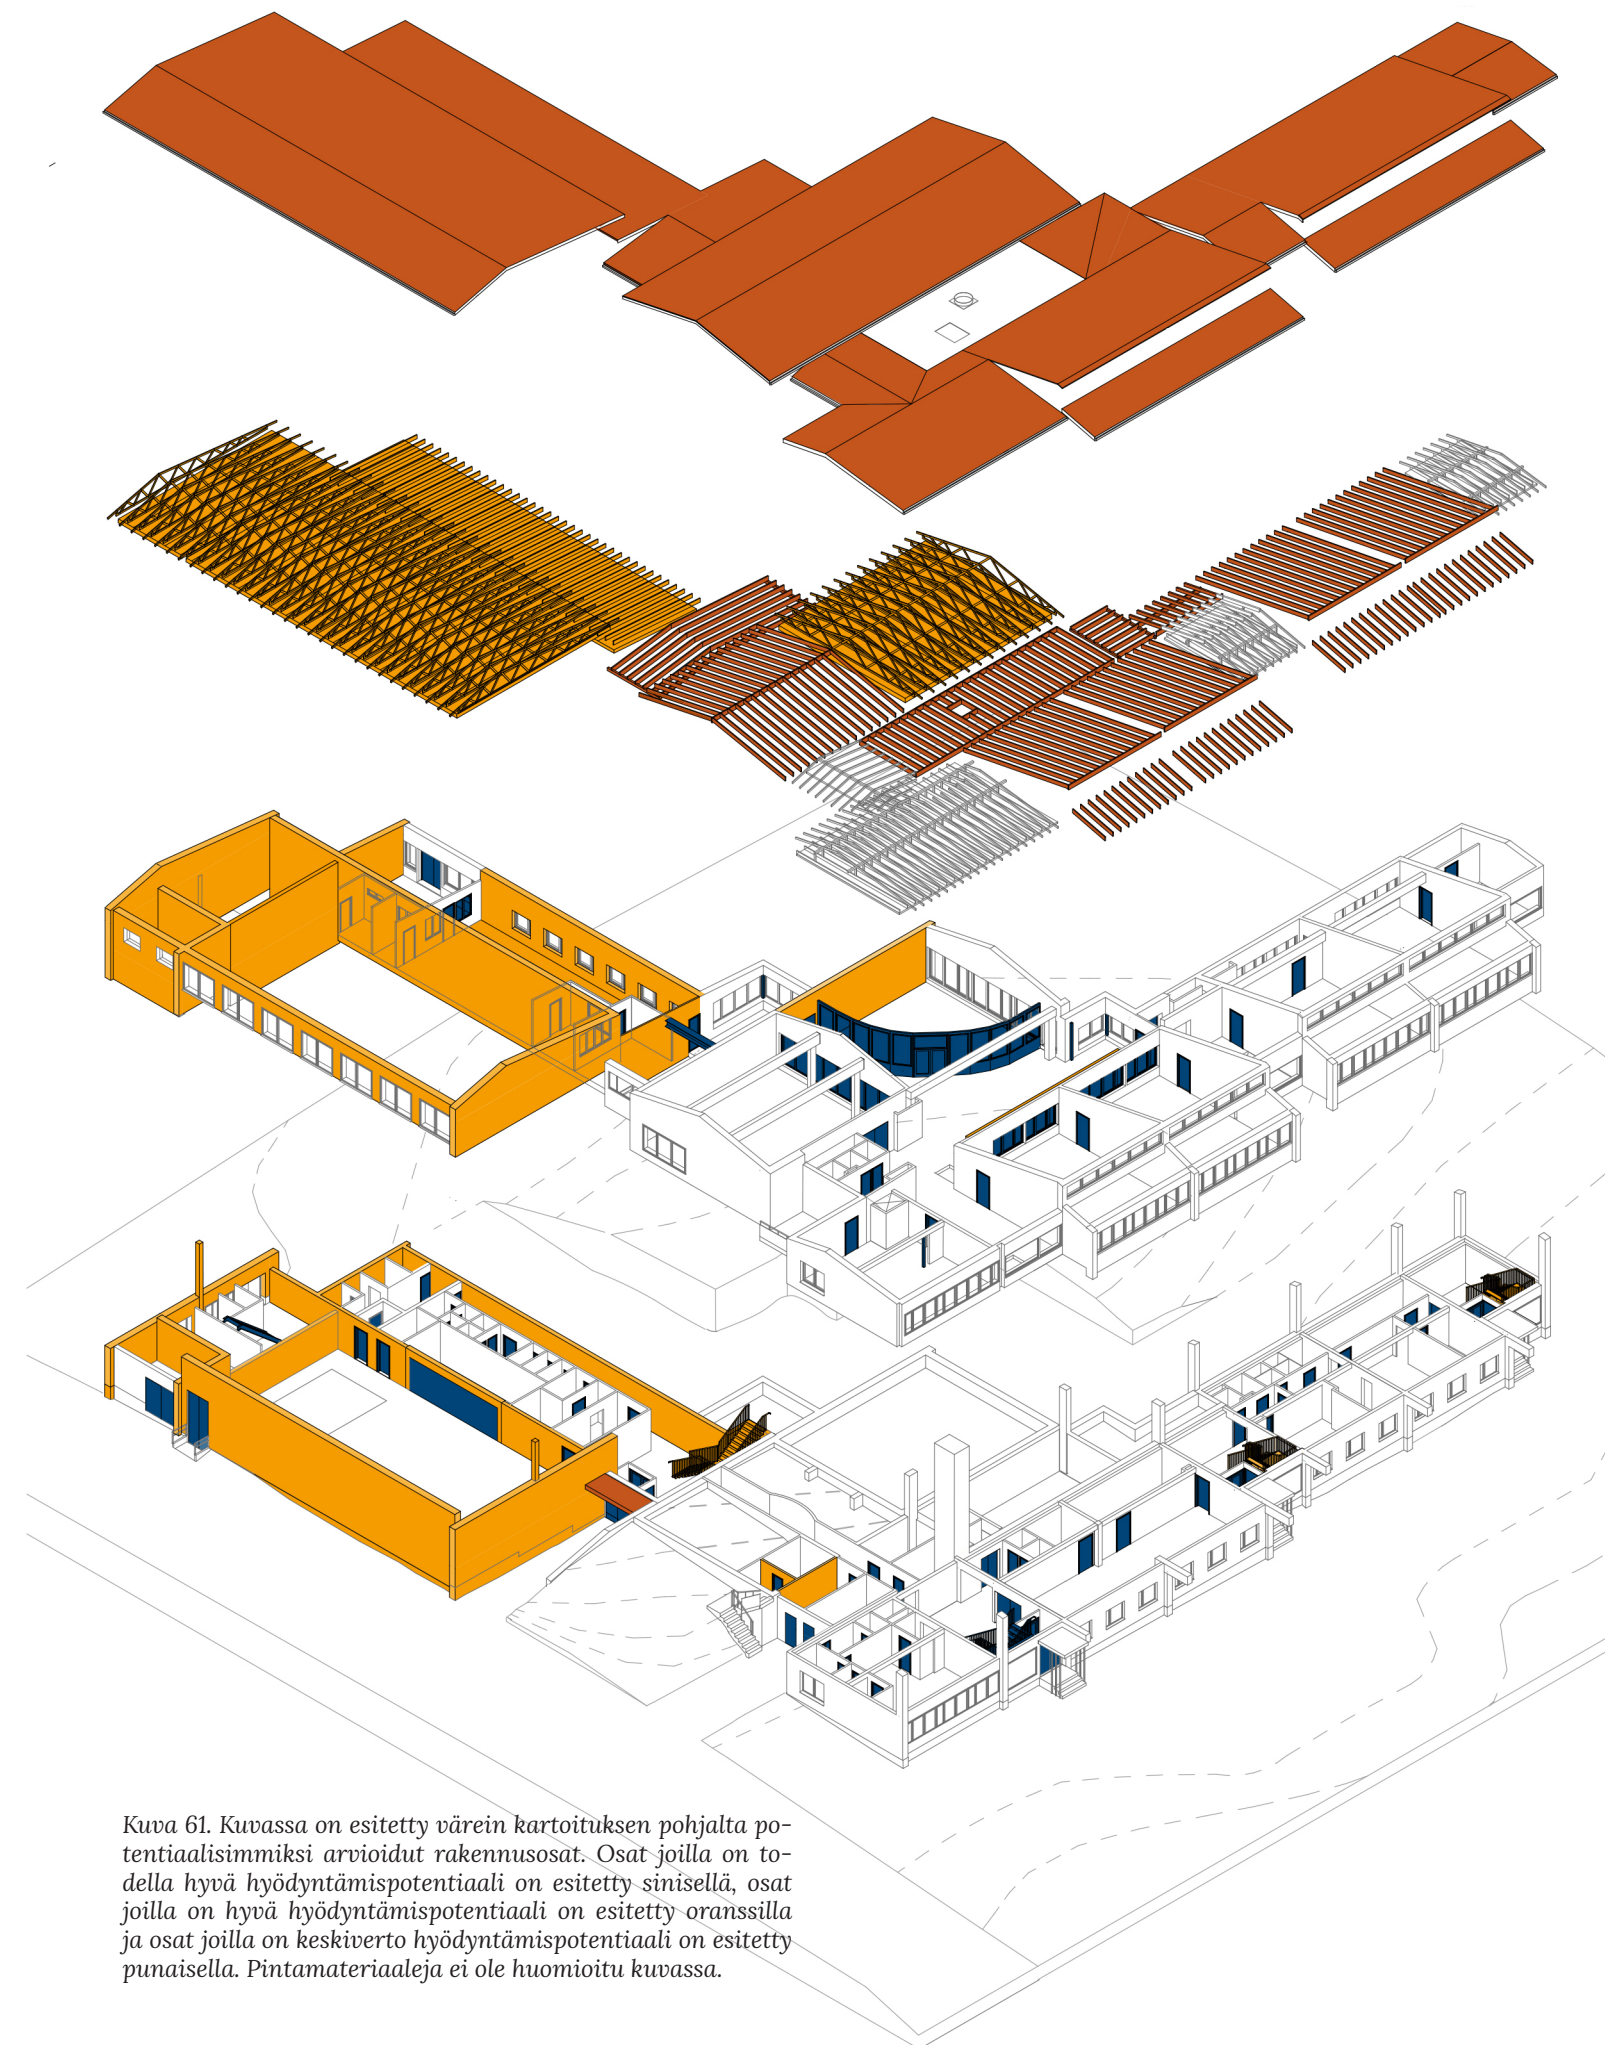 Kuva 61. Kuvassa on esitetty värein kartoituksen pohjalta po-
tentiaalisimmiksi arvioidut rakennusosat. Osat joilla on to-
della hyvä hyödyntämispotentiaali on esitetty sinisellä, osat
joilla on hyvä hyödyntämispotentiaali on esitetty oranssilla
ja osat joilla on keskiverto hyödyntämispotentiaali on esitetty
punaisella. Pintamateriaaleja ei ole huomioitu kuvassa.